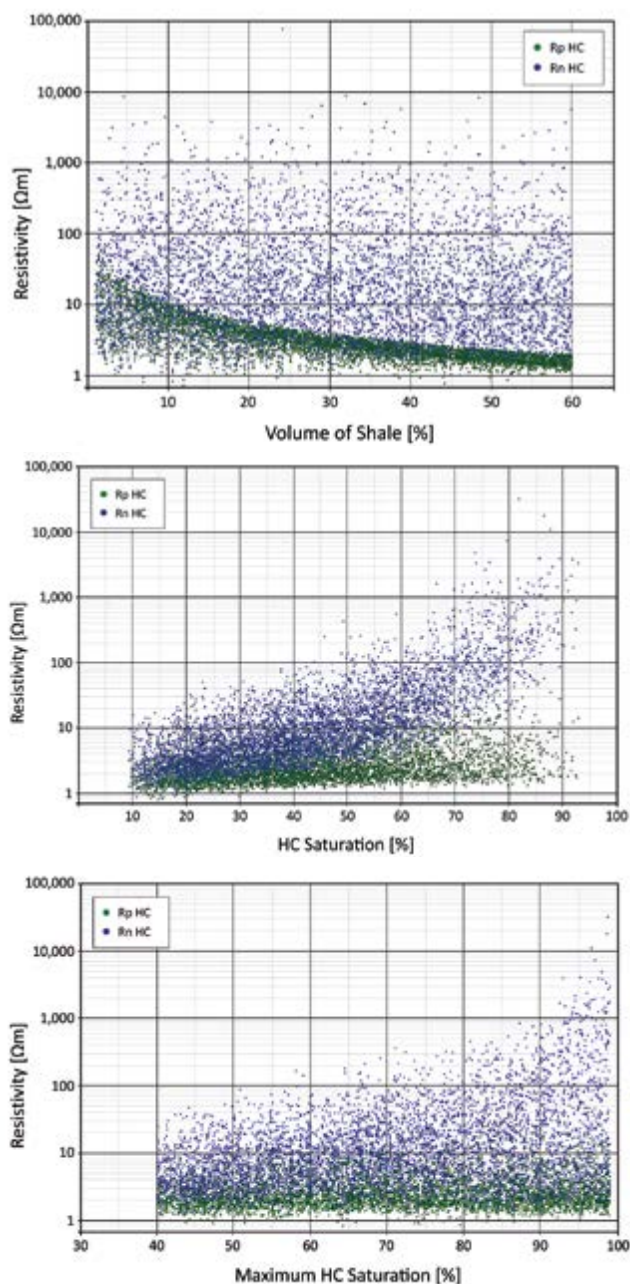 100,000
Rp HC
Rn HC
10,000
1,000
100
10
1
Resistivity [Ωm]
10 20 30 40 50 60
Volume of Shale [%]
100,000
Rp HC
Rn HC
10,000
1,000
100
10
1
Resistivity [Ωm]
10 20 30 40 50 60 70 80 90 100
HC Saturation [%]
100,000
Rp HC
Rn HC
10,000
1,000
100
10
1
Resistivity [Ωm]
30 40 50 60 70 80 90 100
Maximum HC Saturation [%]